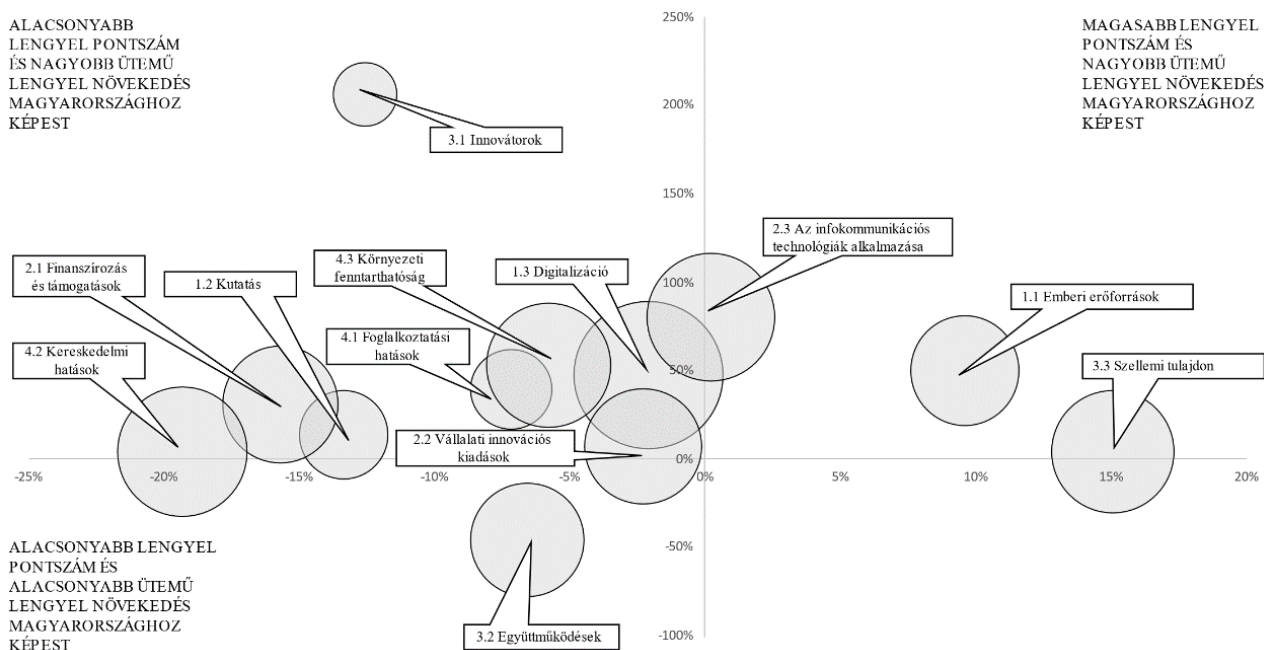 ALACSONYABB
LENGYEL PONTSZÁM
ÉS NAGYOBB ÜTEMŰ
LENGYEL NÖVEKEDÉS
MAGYARORSZÁGHOZ
KÉPEST
MAGASABB LENGYEL
PONTSZÁM ÉS
NAGYOBB ÜTEMŰ
LENGYEL NÖVEKEDÉS
MAGYARORSZÁGHOZ
KÉPEST
250%
200%
150%
100%
50%
0%
-50%
-100%
3.1 Innovátorok
2.3 Az infokommunikációs
technológiák alkalmazása
4.3 Környezeti
fenntarthatóság
2.1 Finanszírozás
és támogatások
1.2 Kutatás
1.3 Digitalizáció
1.1 Emberi erőforrások
4.1 Foglalkoztatási
hatások
4.2 Kereskedelmi
hatások
3.3 Szellemi tulajdon
2.2 Vállalati innovációs
kiadások
-25%
-20%
-15%
-10%
-5%
0%
5%
10%
15%
20%
ALACSONYABB LENGYEL
PONTSZÁM ÉS
ALACSONYABB ÜTEMŰ
LENGYEL NÖVEKEDÉS
MAGYARORSZÁGHOZ
KÉPEST
3.2 Együttműködések